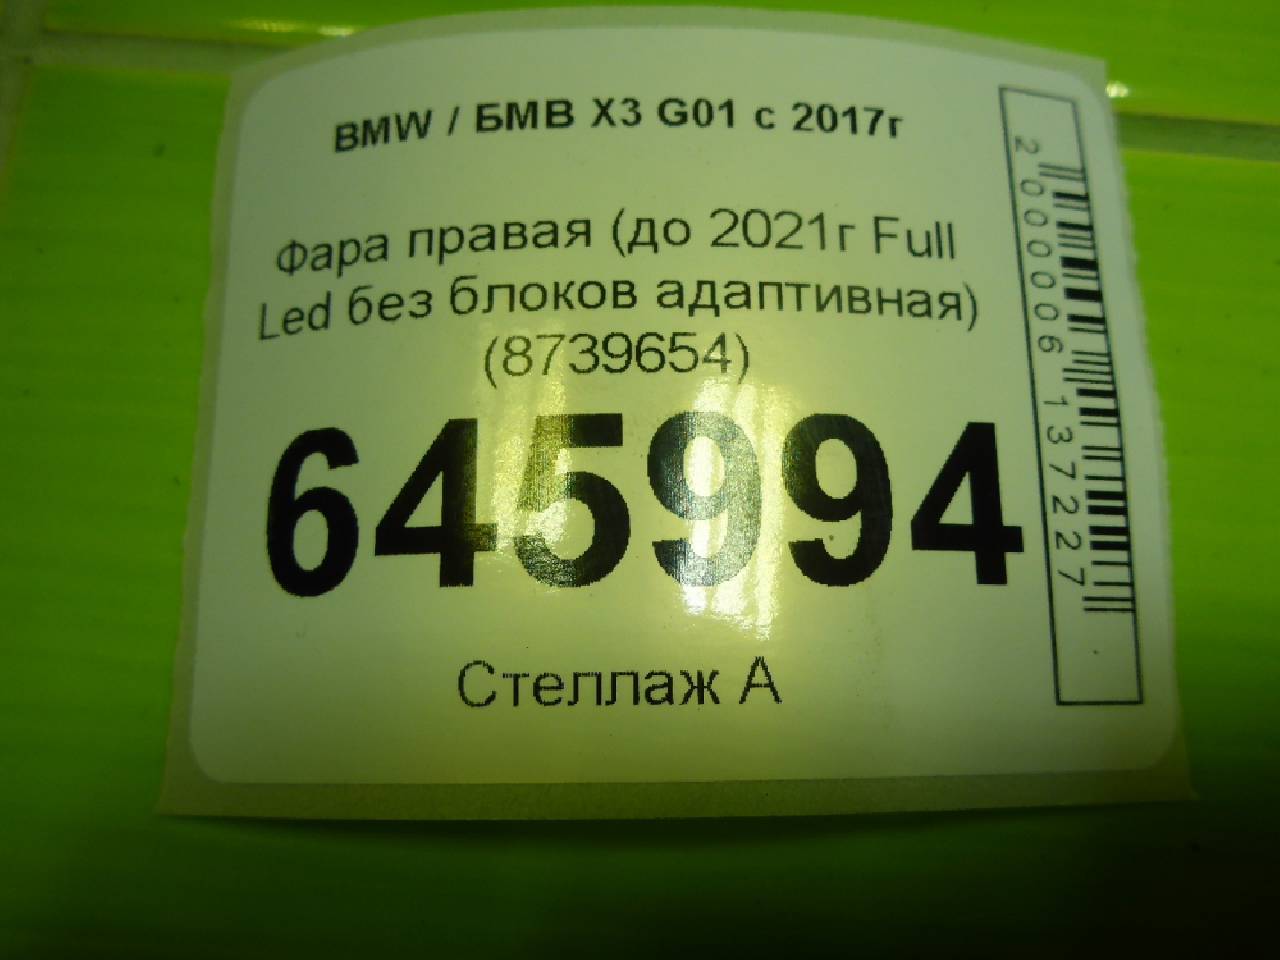 BMW / БМВ X3 G01 с 2017г
Фара правая (до 2021г Full
Led без блоков адаптивная)
(8739654)
645994
Стеллаж А
2000006137227